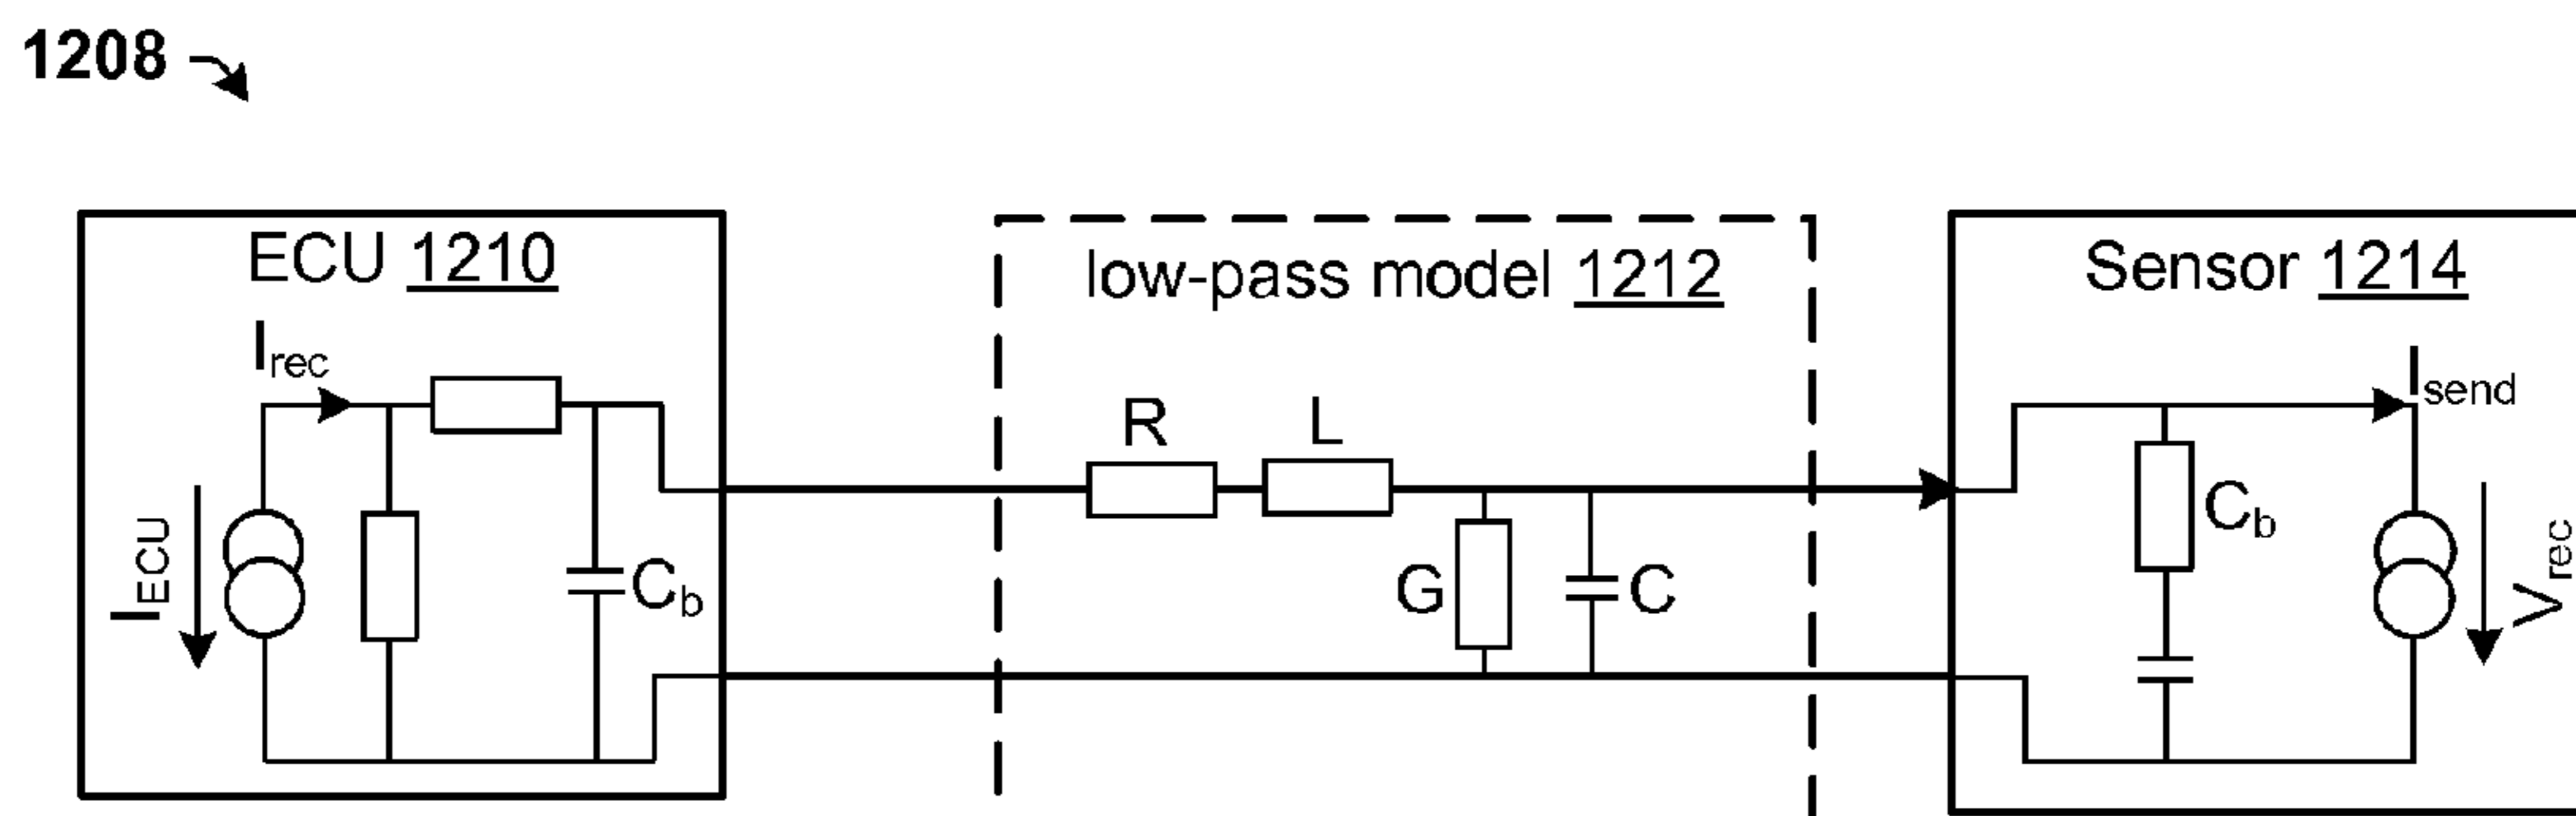 1208
ECU 1210
low-pass model 1212
Sensor 1214
Irec
Isend
R
L
IECU
Cb
G
C
Cb
Vrec